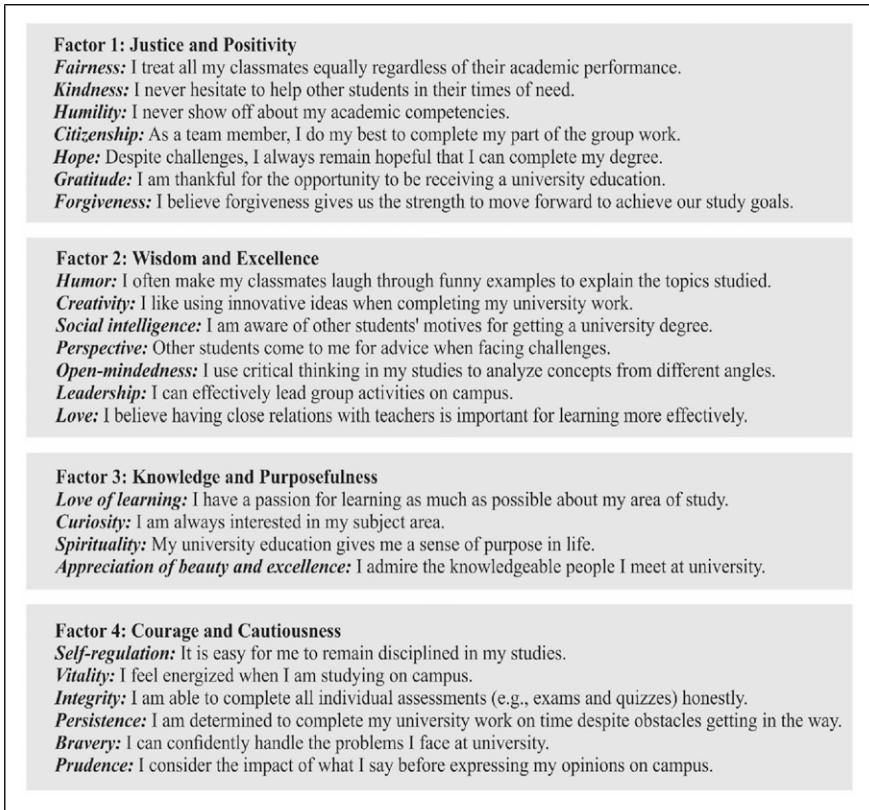 Factor 1: Justice and Positivity
Fairness: I treat all my classmates equally regardless of their academic performance.
Kindness: I never hesitate to help other students in their times of need.
Humility: I never show off about my academic competencies.
Citizenship: As a team member, I do my best to complete my part of the group work.
Hope: Despite challenges, I always remain hopeful that I can complete my degree.
Gratitude: I am thankful for the opportunity to be receiving a university education.
Forgiveness: I believe forgiveness gives us the strength to move forward to achieve our study goals.
Factor 2: Wisdom and Excellence
Humor: I often make my classmates laugh through funny examples to explain the topics studied.
Creativity: I like using innovative ideas when completing my university work.
Social intelligence: I am aware of other students' motives for getting a university degree.
Perspective: Other students come to me for advice when facing challenges.
Open-mindedness: I use critical thinking in my studies to analyze concepts from different angles.
Leadership: I can effectively lead group activities on campus.
Love: I believe having close relations with teachers is important for learning more effectively.
Factor 3: Knowledge and Purposefulness
Love of learning: I have a passion for learning as much as possible about my area of study.
Curiosity: I am always interested in my subject area.
Spirituality: My university education gives me a sense of purpose in life.
Appreciation of beauty and excellence: I admire the knowledgeable people I meet at university.
Factor 4: Courage and Cautiousness
Self-regulation: It is easy for me to remain disciplined in my studies.
Vitality: I feel energized when I am studying on campus.
Integrity: I am able to complete all individual assessments (e.g., exams and quizzes) honestly.
Persistence: I am determined to complete my university work on time despite obstacles getting in the way.
Bravery: I can confidently handle the problems I face at university.
Prudence: I consider the impact of what I say before expressing my opinions on campus.